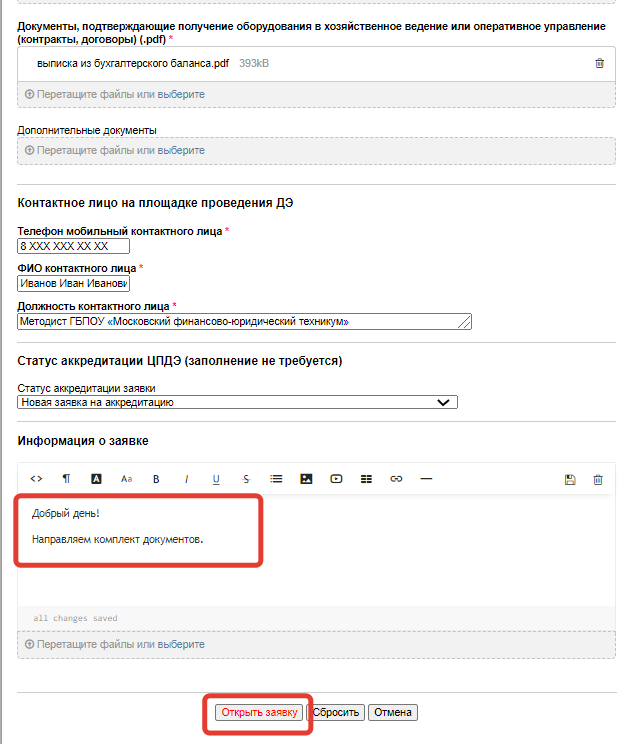 Документы, подтверждающие получение оборудования в хозяйственное ведение или оперативное управление
(контракты, договоры) (.pdf) *
выписка из бухгалтерского баланса.pdf 393kB
Перетащите файлы или выберите
Дополнительные документы
Перетащите файлы или выберите
Контактное лицо на площадке проведения ДЭ
Телефон мобильный контактного лица *
8 XXX XXX XX XX
ФИО контактного лица *
Иванов Иван Иванови
Должность контактного лица *
Методист ГБПОУ «Московский финансово-юридический техникум»
Статус аккредитации ЦПДЭ (заполнение не требуется)
Статус аккредитации заявки
Новая заявка на аккредитацию
Информация о заявке
<> ¶ A Aa B I U S
Добрый день!
Направляем комплект документов.
all changes saved
Перетащите файлы или выберите
Открыть заявку Сбросить Отмена